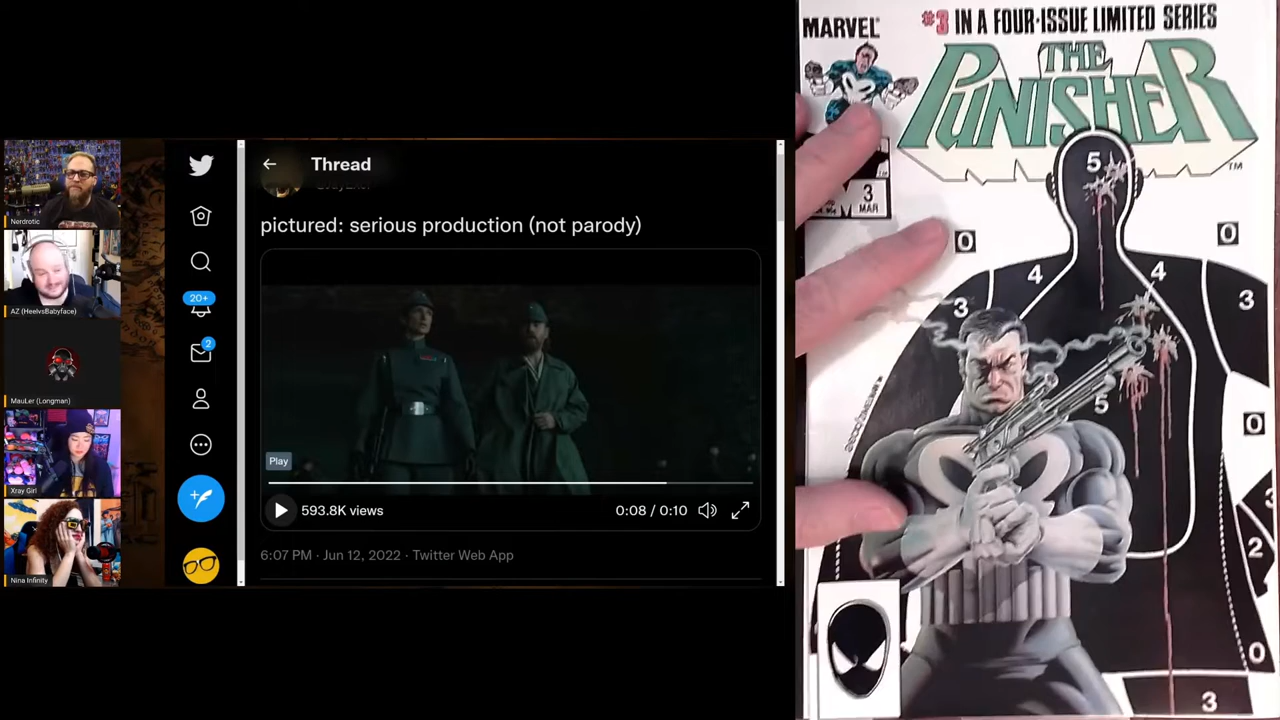 Nerdrotic
AZ (HeelvsBabyface)
MauLer (Longman)
Xray Girl
Nina Infinity
20+
2
Thread
pictured: serious production (not parody)
Play
593.8K views
0:08 / 0:10
6:07 PM · Jun 12, 2022 · Twitter Web App
MARVEL
#3 IN A FOUR-ISSUE LIMITED SERIES
THE
PUNISHER
TM
3
MAR
5
0
0
4
4
3
3
5
0
3
2
0
3